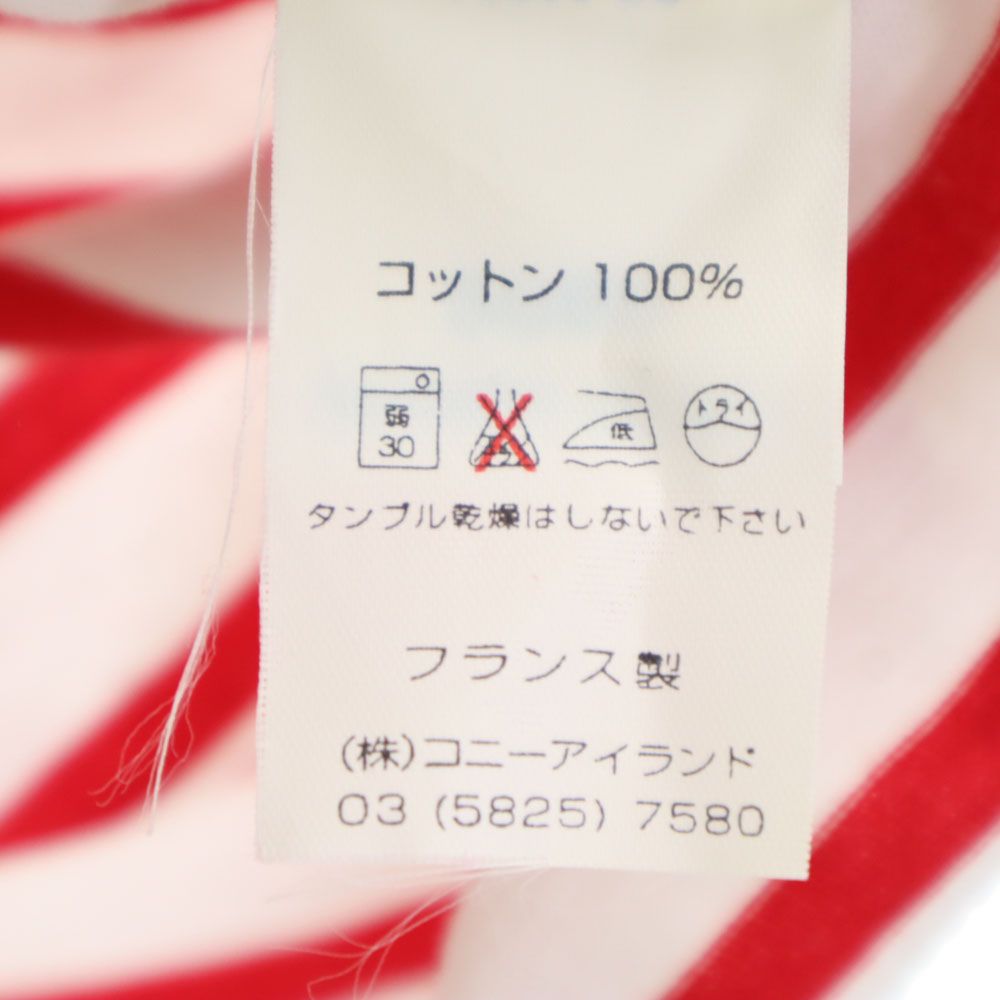 コットン 100%
弱
30
低
ドライ
タンブル乾燥はしないで下さい
フランス製
(株)コニーアイランド
03 (5825) 7580